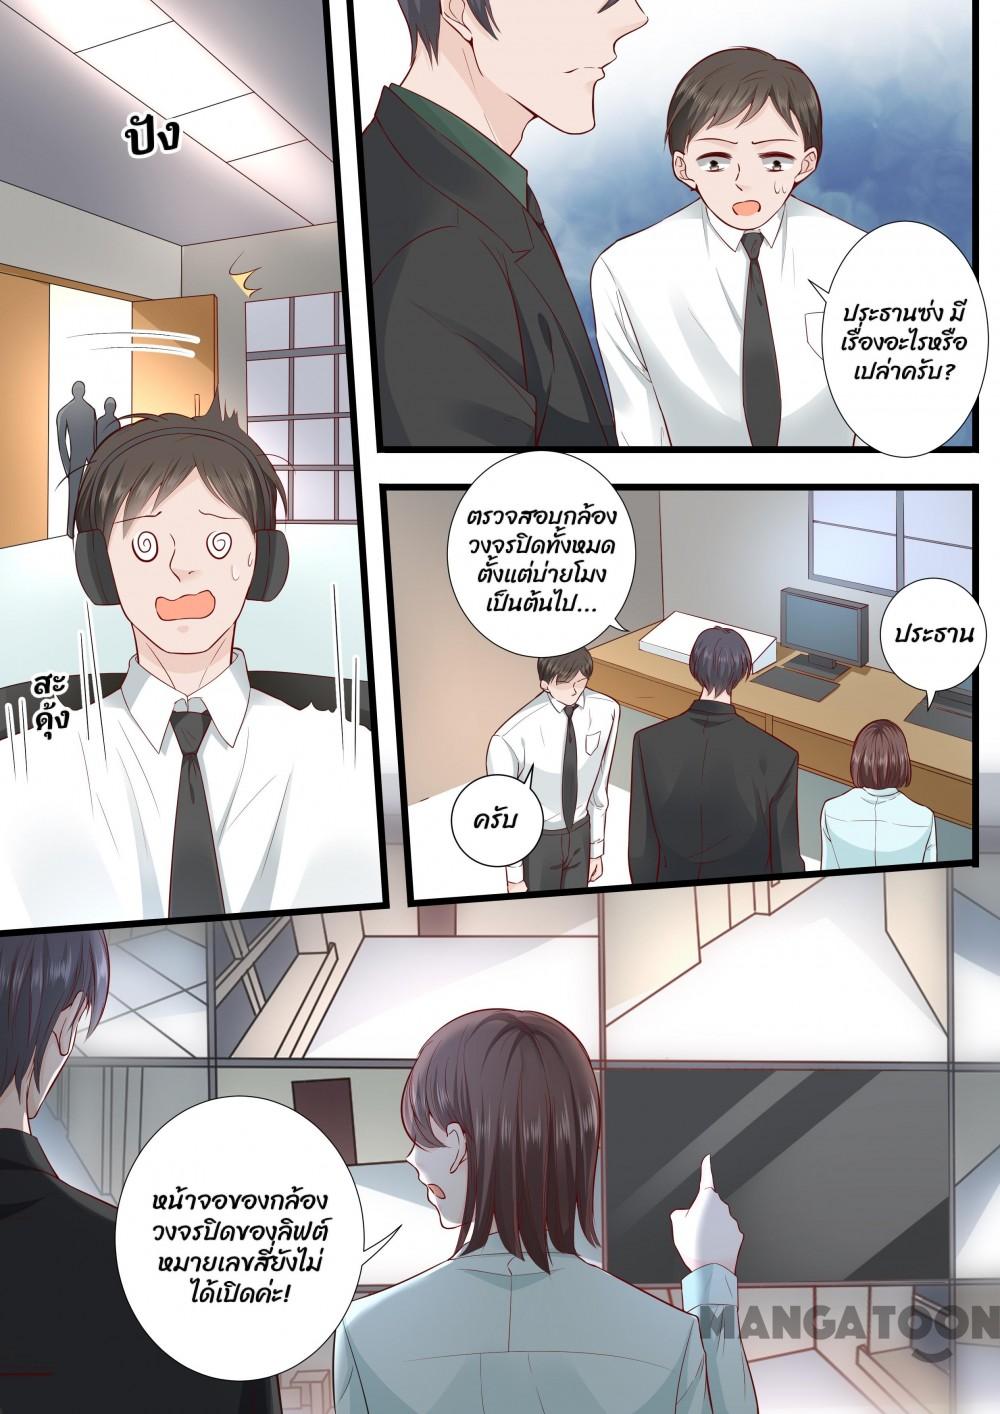 ปัง
สะ
ดุ้ง
ประธานซ่ง มี
เรื่องอะไรหรือ
เปล่าครับ?
ตรวจสอบกล้อง
วงจรปิดทั้งหมด
ตั้งแต่บ่ายโมง
เป็นต้นไป...
ประธาน
ครับ
หน้าจอของกล้อง
วงจรปิดของลิฟต์
หมายเลขสี่ยังไม่
ได้เปิดค่ะ!
MANGATOON